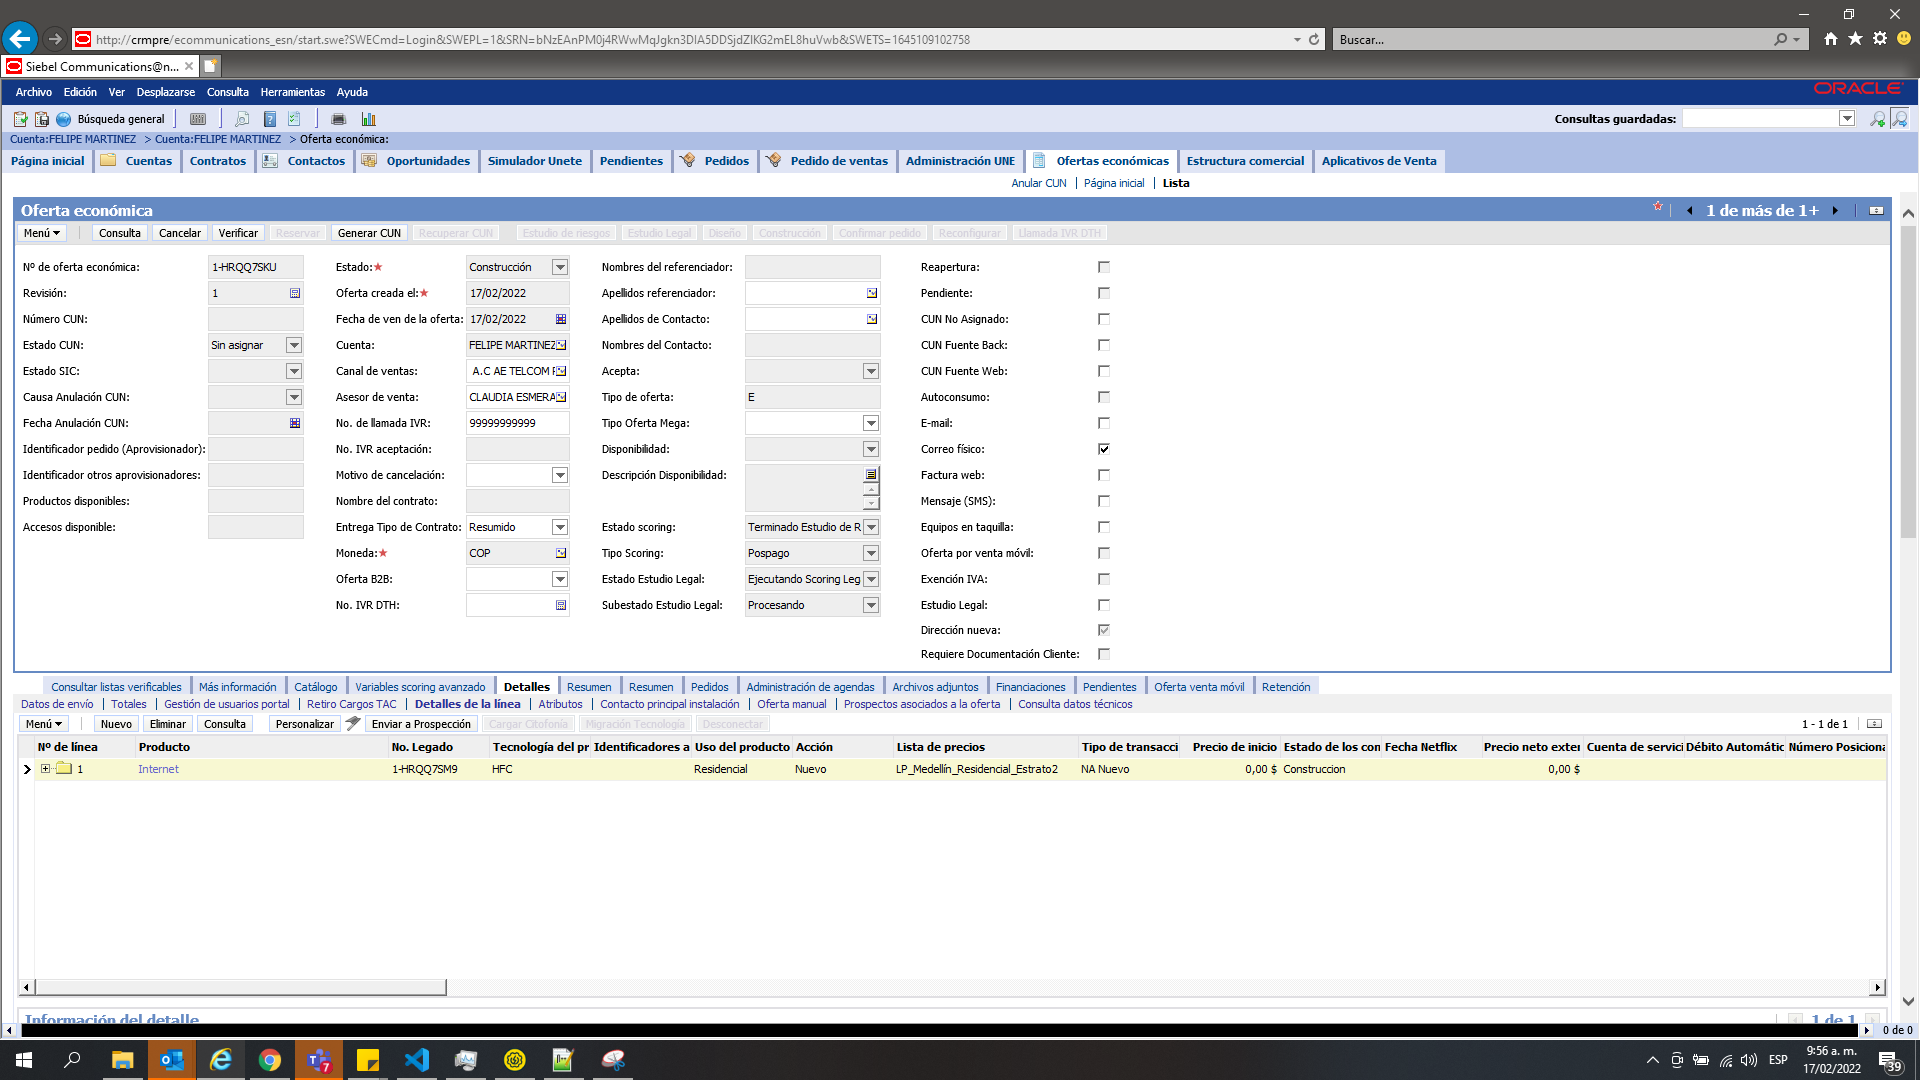 http://crmpre/ecommunications_esn/start.swe?SWECmd=Login&SWEPL=1&SRN=bNzEAnPM0j4RWwMqJgkn3DIA5DDSjdZIKG2mEL8huVwb&SWETS=1645109102758
Buscar...
Siebel Communications@n...
Archivo Edición Ver Desplazarse Consulta Herramientas Ayuda
ORACLE
Búsqueda general
Consultas guardadas:
Cuenta:FELIPE MARTINEZ > Cuenta:FELIPE MARTINEZ > Oferta económica:
Página inicial Cuentas Contratos Contactos Oportunidades Simulador Unete Pendientes Pedidos Pedido de ventas Administración UNE Ofertas económicas Estructura comercial Aplicativos de Venta
Anular CUN | Página inicial | Lista
Oferta económica
1 de más de 1+
Menú Consulta Cancelar Verificar Reservar Generar CUN Recuperar CUN Estudio de riesgos Estudio Legal Diseño Construcción Confirmar pedido Reconfigurar Llamada IVR DTH
Nº de oferta económica: 1-HRQQ7SKU Estado:★ Construcción Nombres del referenciador: Reapertura:
Revisión: 1 Oferta creada el:★ 17/02/2022 Apellidos referenciador: Pendiente:
Número CUN: Fecha de ven de la oferta: 17/02/2022 Apellidos de Contacto: CUN No Asignado:
Estado CUN: Sin asignar Cuenta: FELIPE MARTINEZ Nombres del Contacto: CUN Fuente Back:
Estado SIC: Canal de ventas: A.C AE TELCOM Acepta: CUN Fuente Web:
Causa Anulación CUN: Asesor de venta: CLAUDIA ESMERA Tipo de oferta: E Autoconsumo:
Fecha Anulación CUN: No. de llamada IVR: 99999999999 Tipo Oferta Mega: E-mail:
Identificador pedido (Aprovisionador): No. IVR aceptación: Disponibilidad: Correo físico:
Identificador otros aprovisionadores: Motivo de cancelación: Descripción Disponibilidad: Factura web:
Productos disponibles: Nombre del contrato: Mensaje (SMS):
Accesos disponible: Entrega Tipo de Contrato: Resumido Estado scoring: Terminado Estudio de R Equipos en taquilla:
Moneda:★ COP Tipo Scoring: Pospago Oferta por venta móvil:
Oferta B2B: Estado Estudio Legal: Ejecutando Scoring Leg Exención IVA:
No. IVR DTH: Subestado Estudio Legal: Procesando Estudio Legal:
Dirección nueva:
Requiere Documentación Cliente:
Consultar listas verificables Más información Catálogo Variables scoring avanzado Detalles Resumen Resumen Pedidos Administración de agendas Archivos adjuntos Financiaciones Pendientes Oferta venta móvil Retención
Datos de envío | Totales | Gestión de usuarios portal | Retiro Cargos TAC | Detalles de la línea | Atributos | Contacto principal instalación | Oferta manual | Prospectos asociados a la oferta | Consulta datos técnicos
Menú Nuevo Eliminar Consulta Personalizar Enviar a Prospección Cargar Citofonía Migración Tecnología Desconectar 1 - 1 de 1
Nº de línea Producto No. Legado Tecnología del pr Identificadores a Uso del producto Acción Lista de precios Tipo de transacci Precio de inicio Estado de los con Fecha Netflix Precio neto exter Cuenta de servici Débito Automátic Número Posiciona
1 Internet 1-HRQQ7SM9 HFC Residencial Nuevo LP_Medellín_Residencial_Estrato2 NA Nuevo 0,00 $ Construccion 0,00 $
Información del detalle 1 de 1
0 de 0
7
ESP
9:56 a. m.
17/02/2022
39